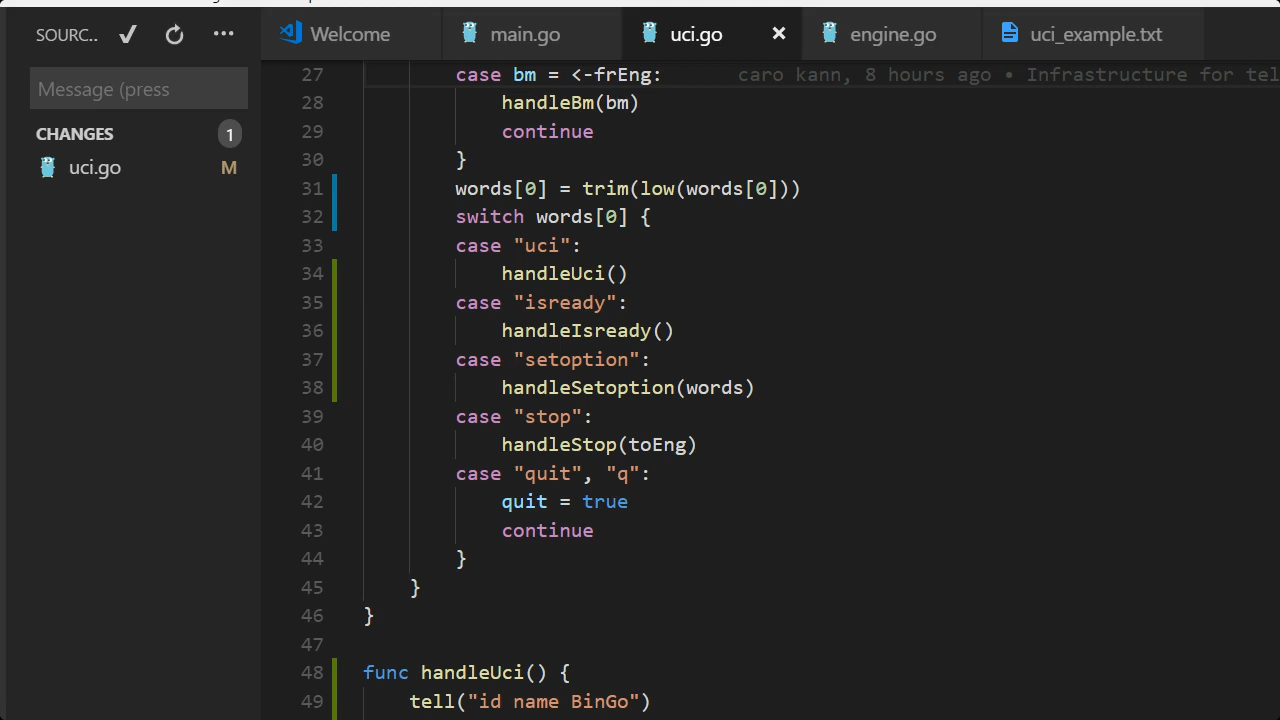 SOURC..
Welcome
main.go
uci.go
engine.go
uci_example.txt
Message (press
CHANGES 1
uci.go M
27 case bm = <-frEng: caro kann, 8 hours ago • Infrastructure for tel
28 handleBm(bm)
29 continue
30 }
31 words[0] = trim(low(words[0]))
32 switch words[0] {
33 case "uci":
34 handleUci()
35 case "isready":
36 handleIsready()
37 case "setoption":
38 handleSetoption(words)
39 case "stop":
40 handleStop(toEng)
41 case "quit", "q":
42 quit = true
43 continue
44 }
45 }
46 }
47
48 func handleUci() {
49 tell("id name BinGo")